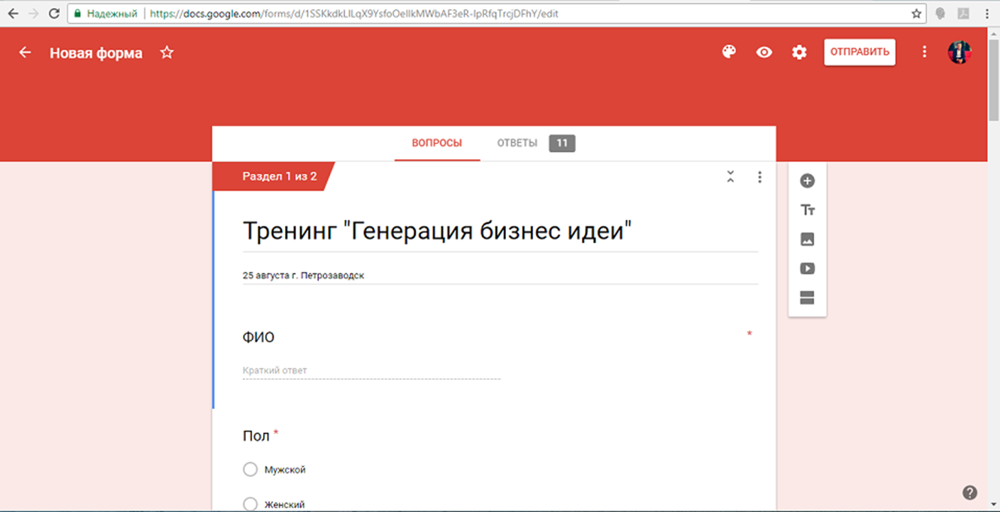 Надежный https://docs.google.com/forms/d/1SSKkdkLlLqX9YsfoOellkMWbAF3eR-IpRfqTrcjDFhY/edit
Новая форма ОТПРАВИТЬ
ВОПРОСЫ ОТВЕТЫ 11
Раздел 1 из 2
Тренинг "Генерация бизнес идеи"
25 августа г. Петрозаводск
ФИО *
Краткий ответ
Пол *
Мужской
Женский